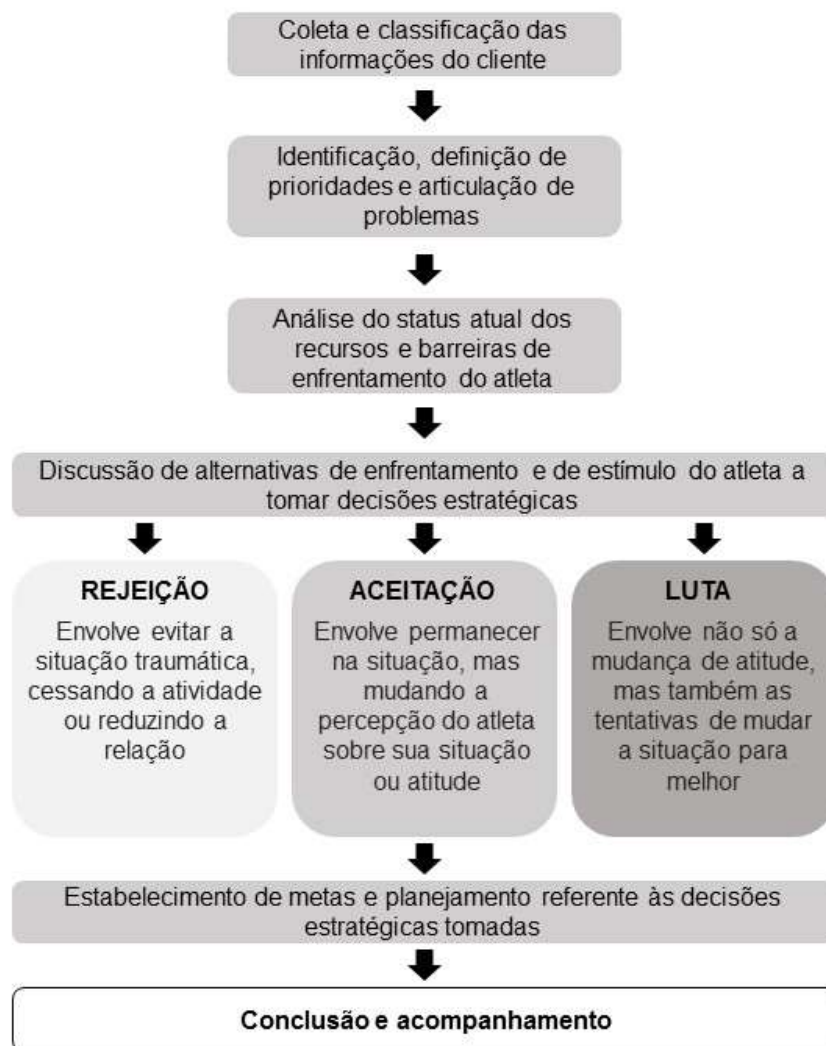 Coleta e classificação das
informações do cliente
Identificação, definição de
prioridades e articulação de
problemas
Análise do status atual dos
recursos e barreiras de
enfrentamento do atleta
Discussão de alternativas de enfrentamento e de estímulo do atleta a
tomar decisões estratégicas
REJEIÇÃO
Envolve evitar a
situação traumática,
cessando a atividade
ou reduzindo a
relação
ACEITAÇÃO
Envolve permanecer
na situação, mas
mudando a
percepção do atleta
sobre sua situação
ou atitude
LUTA
Envolve não só a
mudança de atitude,
mas também as
tentativas de mudar
a situação para
melhor
Estabelecimento de metas e planejamento referente às decisões
estratégicas tomadas
Conclusão e acompanhamento